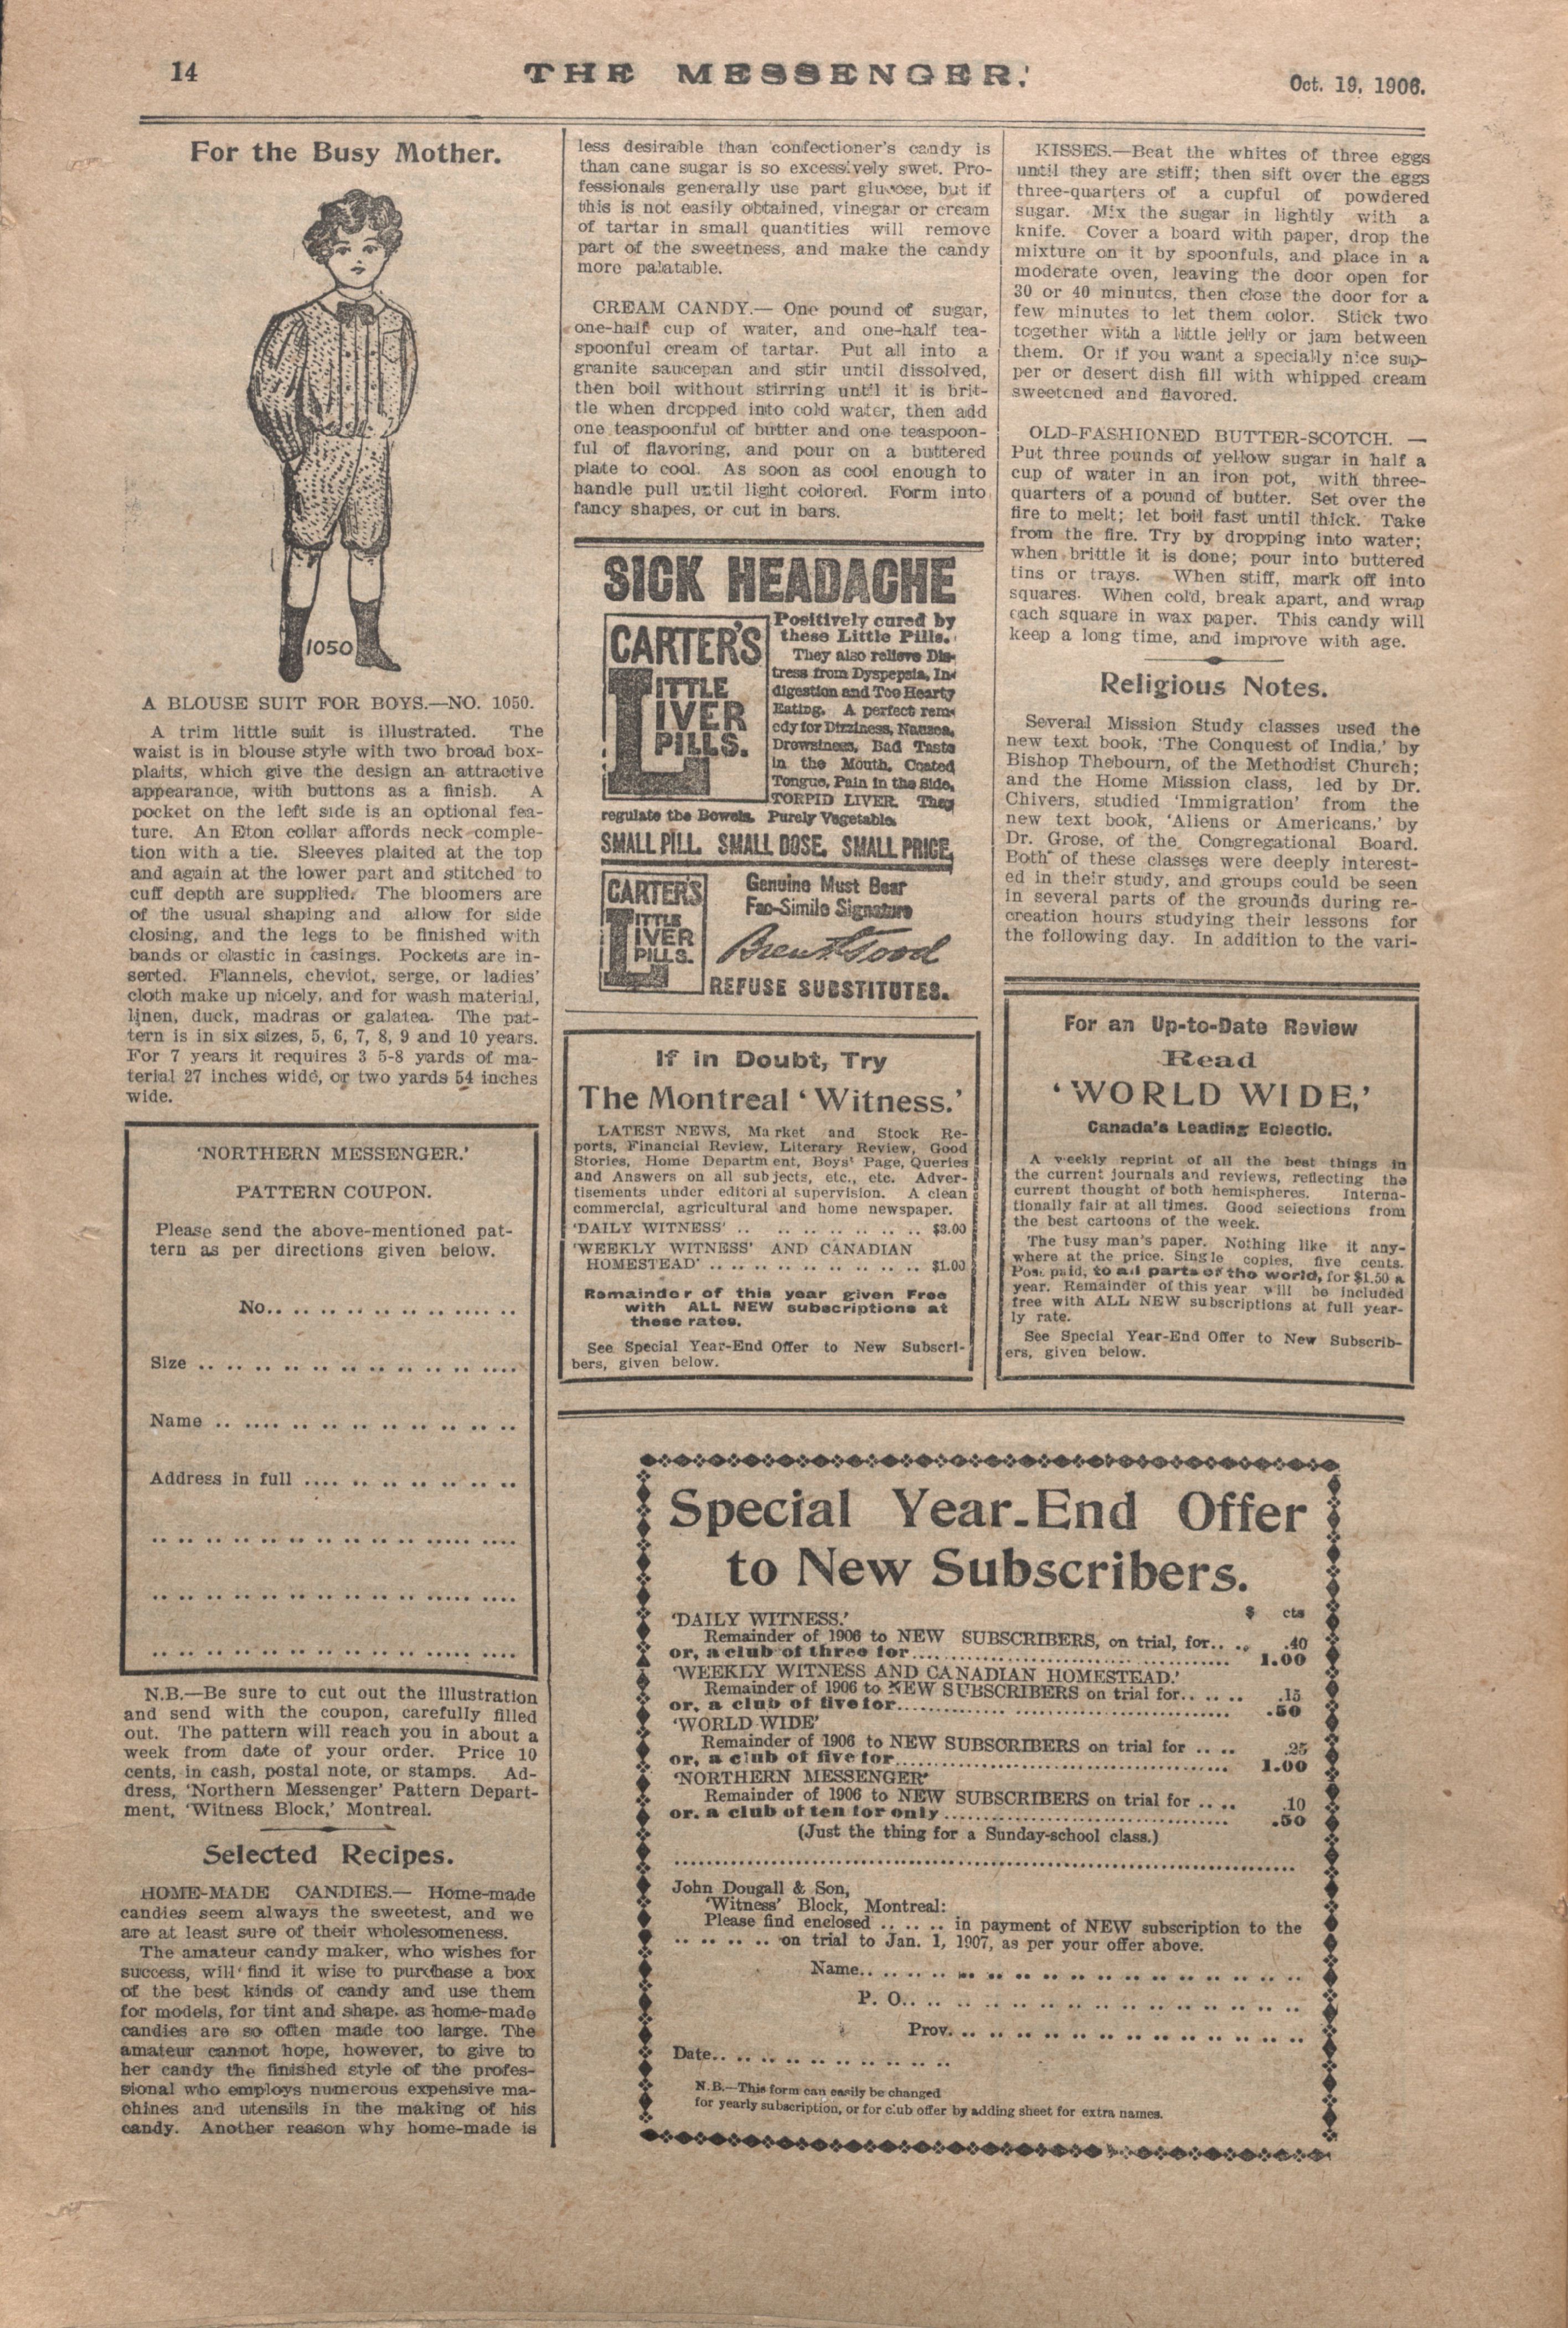 14
THE MESSENGER.
Oct. 19, 1906.
For the Busy Mother.
1050
A BLOUSE SUIT FOR BOYS.—NO. 1050.
A trim little suit is illustrated. The
waist is in blouse style with two broad box-
plaits, which give the design an attractive
appearance, with buttons as a finish. A
pocket on the left side is an optional fea-
ture. An Eton collar affords neck comple-
tion with a tie. Sleeves plaited at the top
and again at the lower part and stitched to
cuff depth are supplied. The bloomers are
of the usual shaping and allow for side
closing, and the legs to be finished with
bands or elastic in casings. Pockets are in-
serted. Flannels, cheviot, serge, or ladies'
cloth make up nicely, and for wash material,
linen, duck, madras or galatea. The pat-
tern is in six sizes, 5, 6, 7, 8, 9 and 10 years.
For 7 years it requires 3 5-8 yards of ma-
terial 27 inches wide, or two yards 54 inches
wide.
'NORTHERN MESSENGER.'
PATTERN COUPON.
Please send the above-mentioned pat-
tern as per directions given below.
No.. .. .. .. .. .. .... .. ..
Size .. .. .. .. .. .. .. .. .. .. ....
Name .. .... .. .. .. .. .. .. .. .. ..
Address in full .... .. .. .. .. .. .. ..
.. .. .. .. .. .. .. .. .. .. ..... ....
.. .. .. .. .. .. .. .. .. .. ..... ....
.. .. .. .. .. .. .. .. .. .. ..... ....
N.B.—Be sure to cut out the illustration
and send with the coupon, carefully filled
out. The pattern will reach you in about a
week from date of your order. Price 10
cents, in cash, postal note, or stamps. Ad-
dress, 'Northern Messenger' Pattern Depart-
ment, 'Witness Block,' Montreal.
Selected Recipes.
HOME-MADE CANDIES.— Home-made
candies seem always the sweetest, and we
are at least sure of their wholesomeness.
The amateur candy maker, who wishes for
success, will find it wise to purchase a box
of the best kinds of candy and use them
for models, for tint and shape. as home-made
candies are so often made too large. The
amateur cannot hope, however, to give to
her candy the finished style of the profes-
sional who employs numerous expensive ma-
chines and utensils in the making of his
candy. Another reason why home-made is
less desirable than confectioner's candy is
than cane sugar is so excessively swet. Pro-
fessionals generally use part glucose, but if
this is not easily obtained, vinegar or cream
of tartar in small quantities will remove
part of the sweetness, and make the candy
more palatable.
CREAM CANDY.— One pound of sugar,
one-half cup of water, and one-half tea-
spoonful cream of tartar. Put all into a
granite saucepan and stir until dissolved,
then boil without stirring until it is brit-
tle when dropped into cold water, then add
one teaspoonful of butter and one teaspoon-
ful of flavoring, and pour on a buttered
plate to cool. As soon as cool enough to
handle pull until light colored. Form into
fancy shapes, or cut in bars.
SICK HEADACHE
CARTER'S
LITTLE
LIVER
PILLS.
Positively cured by
these Little Pills.
They also relieve Dis-
tress from Dyspepsia, In-
digestion and Too Hearty
Eating. A perfect rem-
edy for Dizziness, Nausea,
Drowsiness, Bad Taste
in the Mouth, Coated
Tongue, Pain in the Side,
TORPID LIVER. They
regulate the Bowels. Purely Vegetable.
SMALL PILL. SMALL DOSE. SMALL PRICE.
CARTER'S
LITTLE
LIVER
PILLS.
Genuine Must Bear
Fac-Simile Signature
Brent Good
REFUSE SUBSTITUTES.
If in Doubt, Try
The Montreal 'Witness.'
LATEST NEWS, Market and Stock Re-
ports, Financial Review, Literary Review, Good
Stories, Home Department, Boys' Page, Queries
and Answers on all subjects, etc., etc. Adver-
tisements under editorial supervision. A clean
commercial, agricultural and home newspaper.
'DAILY WITNESS' .. .. .. .. .. .. .. $3.00
'WEEKLY WITNESS' AND CANADIAN
HOMESTEAD' .. .. .. .. .. .. .. .. .. $1.00
Remainder of this year given Free
with ALL NEW subscriptions at
these rates.
See Special Year-End Offer to New Subscri-
bers, given below.
KISSES.—Beat the whites of three eggs
until they are stiff; then sift over the eggs
three-quarters of a cupful of powdered
sugar. Mix the sugar in lightly with a
knife. Cover a board with paper, drop the
mixture on it by spoonfuls, and place in a
moderate oven, leaving the door open for
30 or 40 minutes, then close the door for a
few minutes to let them color. Stick two
together with a little jelly or jam between
them. Or if you want a specially nice sup-
per or desert dish fill with whipped cream
sweetened and flavored.
OLD-FASHIONED BUTTER-SCOTCH. —
Put three pounds of yellow sugar in half a
cup of water in an iron pot, with three-
quarters of a pound of butter. Set over the
fire to melt; let boil fast until thick. Take
from the fire. Try by dropping into water;
when brittle it is done; pour into buttered
tins or trays. When stiff, mark off into
squares. When cold, break apart, and wrap
each square in wax paper. This candy will
keep a long time, and improve with age.
Religious Notes.
Several Mission Study classes used the
new text book, 'The Conquest of India,' by
Bishop Thebourn, of the Methodist Church;
and the Home Mission class, led by Dr.
Chivers, studied 'Immigration' from the
new text book, 'Aliens or Americans,' by
Dr. Grose, of the Congregational Board.
Both of these classes were deeply interest-
ed in their study, and groups could be seen
in several parts of the grounds during re-
creation hours studying their lessons for
the following day. In addition to the vari-
For an Up-to-Date Review
Read
'WORLD WIDE,'
Canada's Leading Eclectic.
A weekly reprint of all the best things in
the current journals and reviews, reflecting the
current thought of both hemispheres. Interna-
tionally fair at all times. Good selections from
the best cartoons of the week.
The busy man's paper. Nothing like it any-
where at the price. Single copies, five cents.
Post paid, to all parts of the world, for $1.50 a
year. Remainder of this year will be included
free with ALL NEW subscriptions at full year-
ly rate.
See Special Year-End Offer to New Subscrib-
ers, given below.
Special Year-End Offer
to New Subscribers.
$ cts
'DAILY WITNESS.'
Remainder of 1906 to NEW SUBSCRIBERS, on trial, for.. .. .40
or, a club of three for........................ 1.00
'WEEKLY WITNESS AND CANADIAN HOMESTEAD.'
Remainder of 1906 to NEW SUBSCRIBERS on trial for.. .. .. .15
or, a club of five for........................ .50
'WORLD WIDE'
Remainder of 1906 to NEW SUBSCRIBERS on trial for .. .. .25
or, a club of five for........................ 1.00
'NORTHERN MESSENGER'
Remainder of 1906 to NEW SUBSCRIBERS on trial for .. .. .10
or, a club of ten for only........................ .50
(Just the thing for a Sunday-school class.)
John Dougall & Son,
'Witness' Block, Montreal:
Please find enclosed .. .. .. in payment of NEW subscription to the
.. .. .. .. on trial to Jan. 1, 1907, as per your offer above.
Name.. .. .. .. .. .. .. .. .. .. .. .. .. .. ..
P. O.. .. .. .. .. .. .. .. .. .. .. .. .. ..
Prov. .. .. .. .. .. .. .. .. .. .. .. .. ..
Date.. .. .. .. .. .. .. .. ..
N.B.—This form can easily be changed
for yearly subscription, or for club offer by adding sheet for extra names.